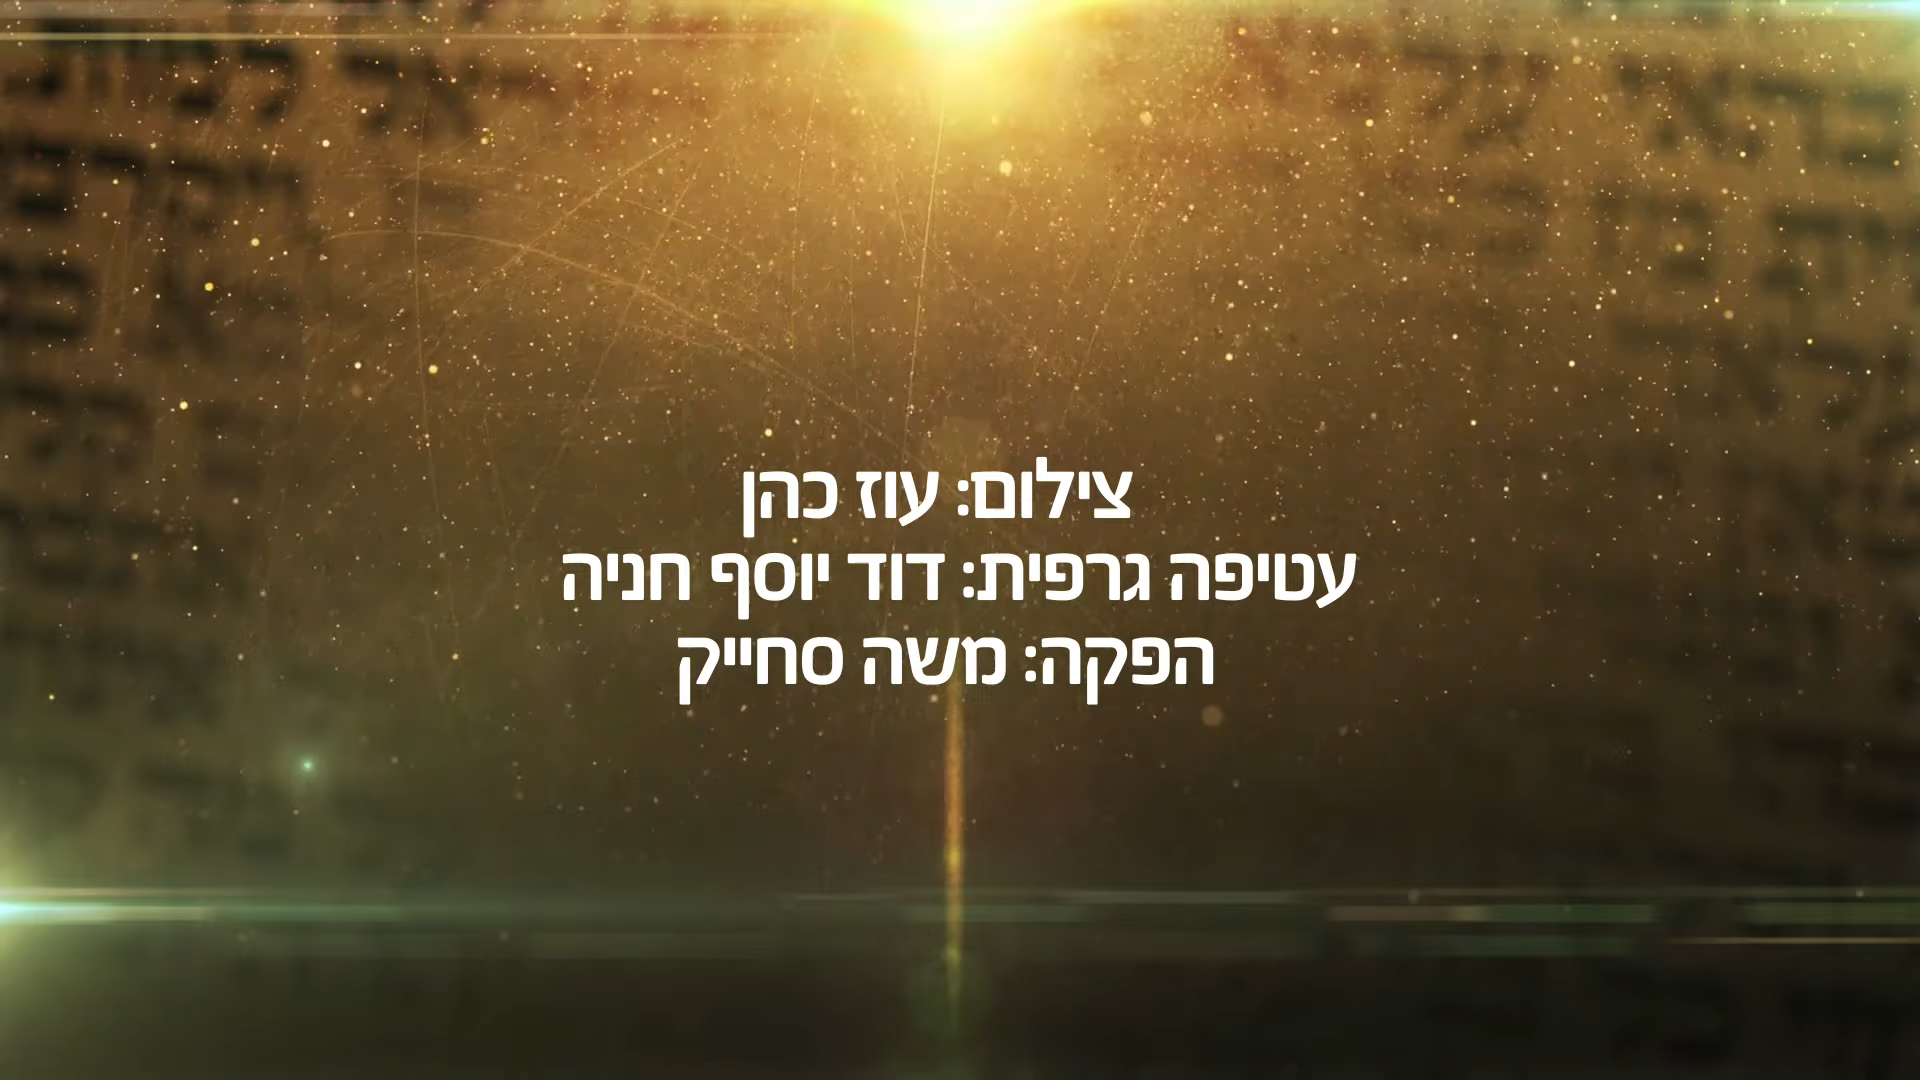 צילום: עוז כהן
עטיפה גרפית: דוד יוסף חניה
הפקה: משה סחייק